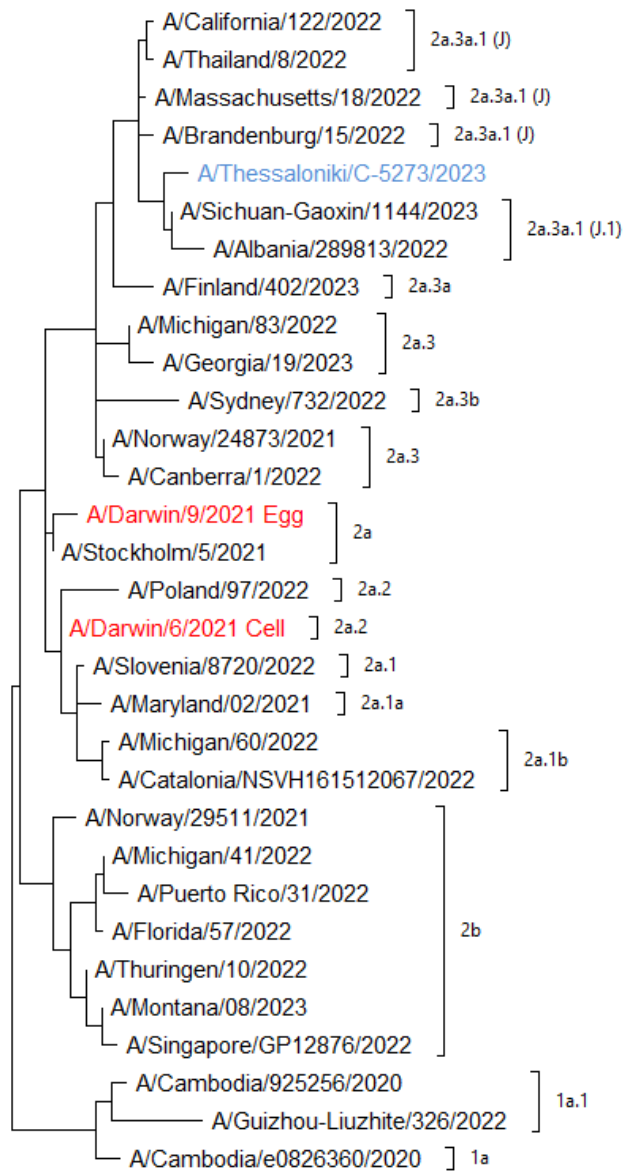 A/California/122/2022
2a.3a.1 (J)
A/Thailand/8/2022
A/Massachusetts/18/2022 2a.3a.1 (J)
A/Brandenburg/15/2022 2a.3a.1 (J)
A/Thessaloniki/C-5273/2023
A/Sichuan-Gaoxin/1144/2023
2a.3a.1 (J.1)
A/Albania/289813/2022
A/Finland/402/2023 2a.3a
A/Michigan/83/2022
2a.3
A/Georgia/19/2023
A/Sydney/732/2022 2a.3b
A/Norway/24873/2021
2a.3
A/Canberra/1/2022
A/Darwin/9/2021 Egg
2a
A/Stockholm/5/2021
A/Poland/97/2022 2a.2
A/Darwin/6/2021 Cell 2a.2
A/Slovenia/8720/2022 2a.1
A/Maryland/02/2021 2a.1a
A/Michigan/60/2022
2a.1b
A/Catalonia/NSVH161512067/2022
A/Norway/29511/2021
A/Michigan/41/2022
A/Puerto Rico/31/2022
A/Florida/57/2022
2b
A/Thuringen/10/2022
A/Montana/08/2023
A/Singapore/GP12876/2022
A/Cambodia/925256/2020
1a.1
A/Guizhou-Liuzhite/326/2022
A/Cambodia/e0826360/2020 1a